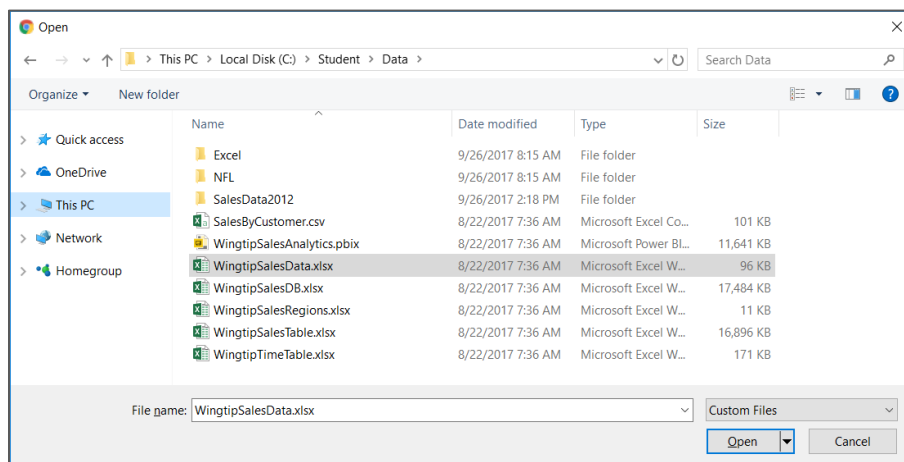 Open
This PC > Local Disk (C:) > Student > Data >
Search Data
Organize
New folder
Name Date modified Type Size
Quick access
OneDrive
This PC
Network
Homegroup
Excel 9/26/2017 8:15 AM File folder
NFL 9/26/2017 8:15 AM File folder
SalesData2012 9/26/2017 2:18 PM File folder
SalesByCustomer.csv 8/22/2017 7:36 AM Microsoft Excel Co... 101 KB
WingtipSalesAnalytics.pbix 8/22/2017 7:36 AM Microsoft Power Bl... 11,641 KB
WingtipSalesData.xlsx 8/22/2017 7:36 AM Microsoft Excel W... 96 KB
WingtipSalesDB.xlsx 8/22/2017 7:36 AM Microsoft Excel W... 17,484 KB
WingtipSalesRegions.xlsx 8/22/2017 7:36 AM Microsoft Excel W... 11 KB
WingtipSalesTable.xlsx 8/22/2017 7:36 AM Microsoft Excel W... 16,896 KB
WingtipTimeTable.xlsx 8/22/2017 7:36 AM Microsoft Excel W... 171 KB
File name: WingtipSalesData.xlsx
Custom Files
Open
Cancel